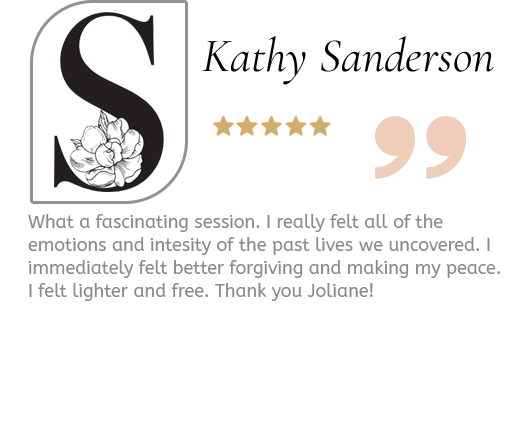 S
Kathy Sanderson
”
What a fascinating session. I really felt all of the
emotions and intesity of the past lives we uncovered. I
immediately felt better forgiving and making my peace.
I felt lighter and free. Thank you Joliane!